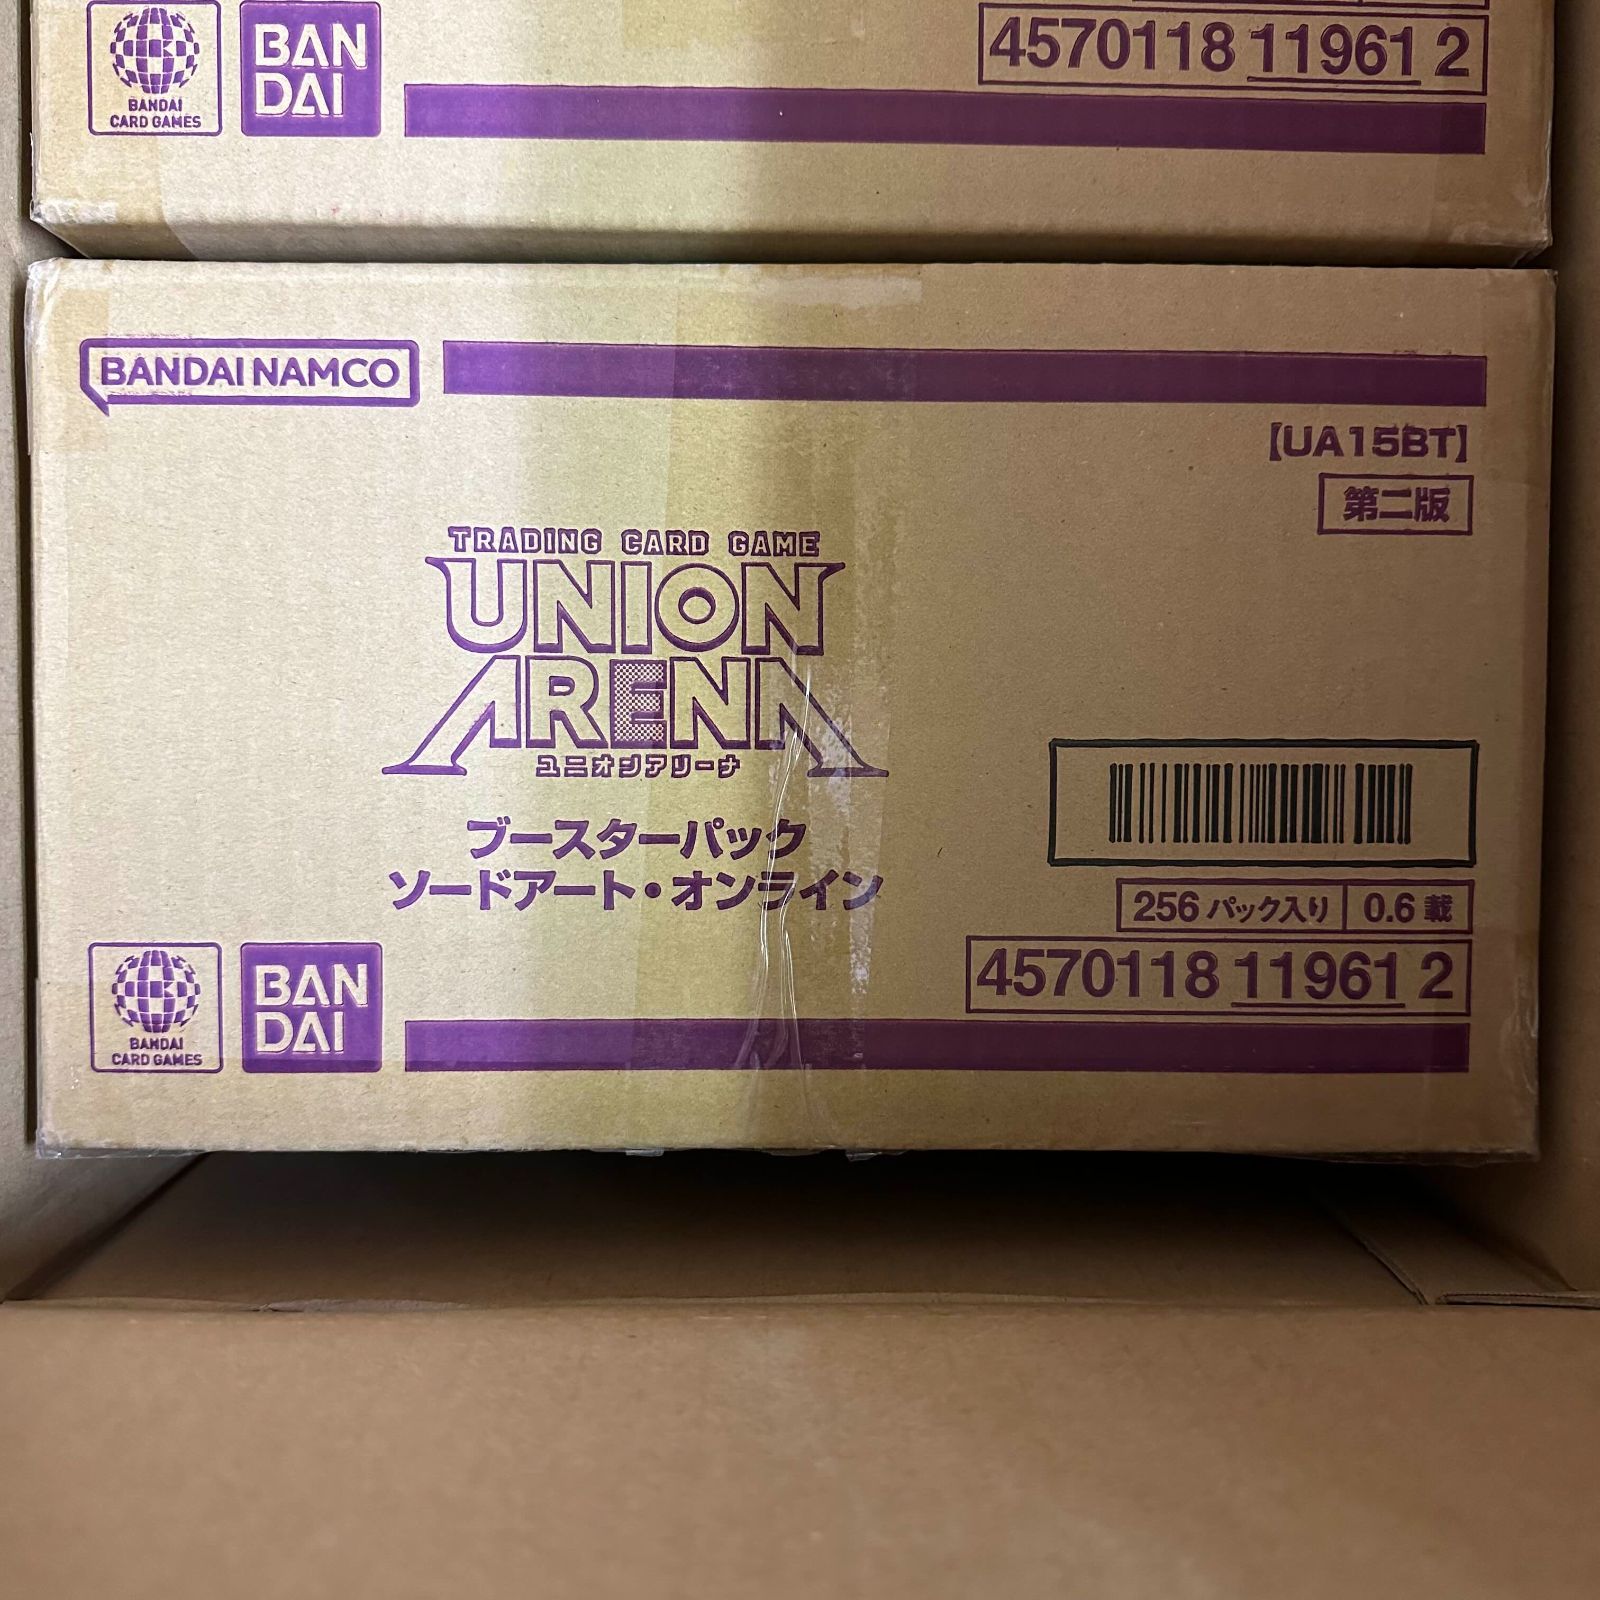 BANDAI
CARD GAMES
BAN
DAI
4570118 11961 2
BANDAI NAMCO
【UA15BT】
第二版
TRADING CARD GAME
UNION
ARENA
ユニオンアリーナ
ブースターパック
ソードアート・オンライン
256 パック入り 0.6 載
4570118 11961 2
BANDAI
CARD GAMES
BAN
DAI